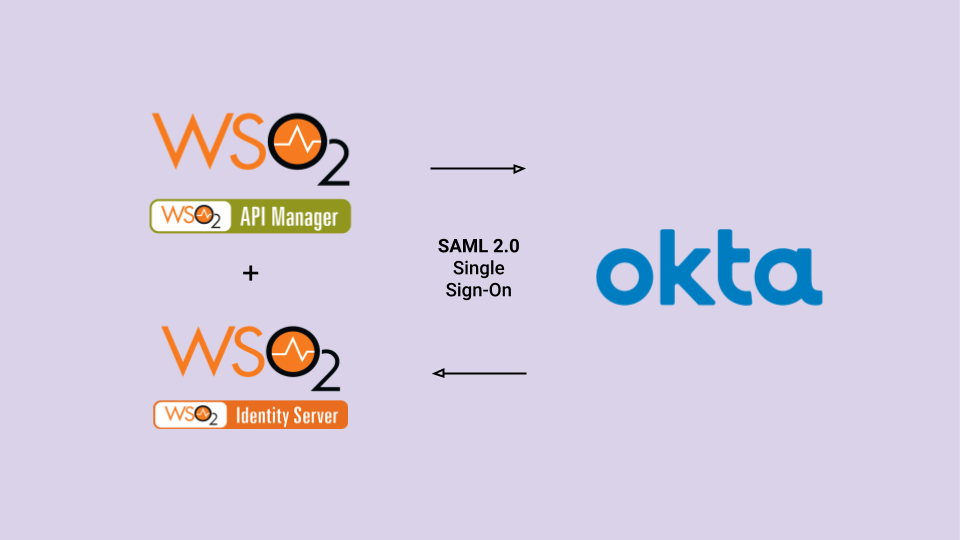 WSO2
WSO2 API Manager
+
WSO2
WSO2 Identity Server
SAML 2.0
Single
Sign-On
okta